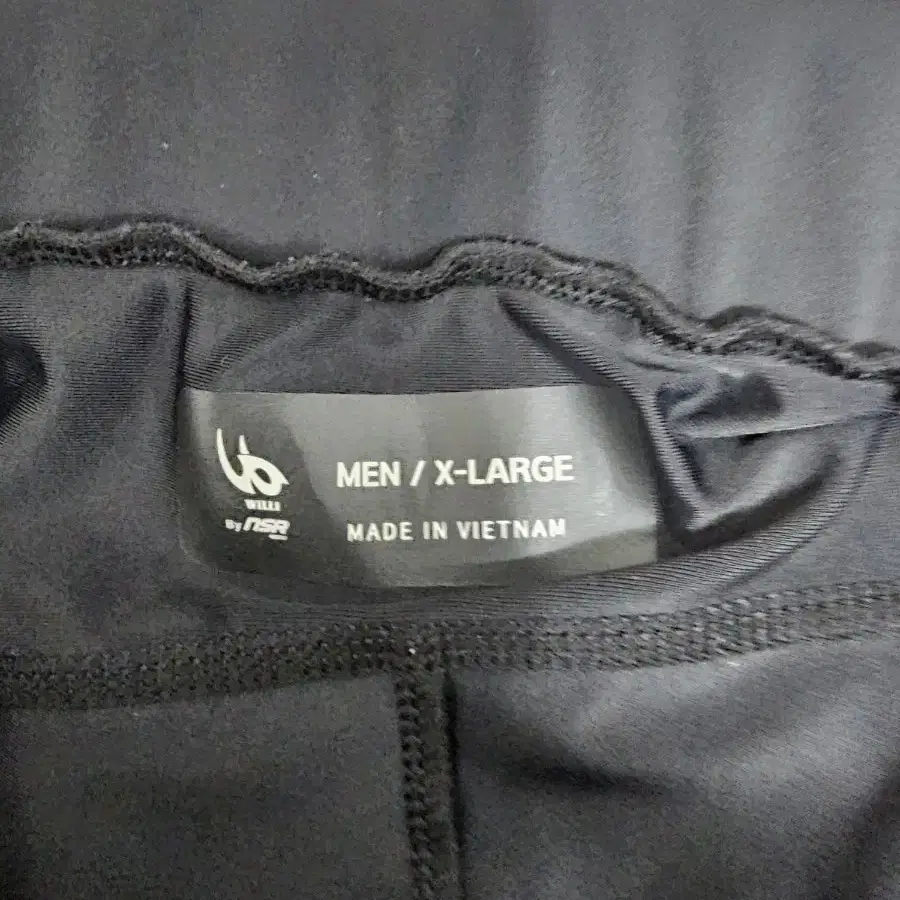 WILLI
By nsr
MEN / X-LARGE
MADE IN VIETNAM